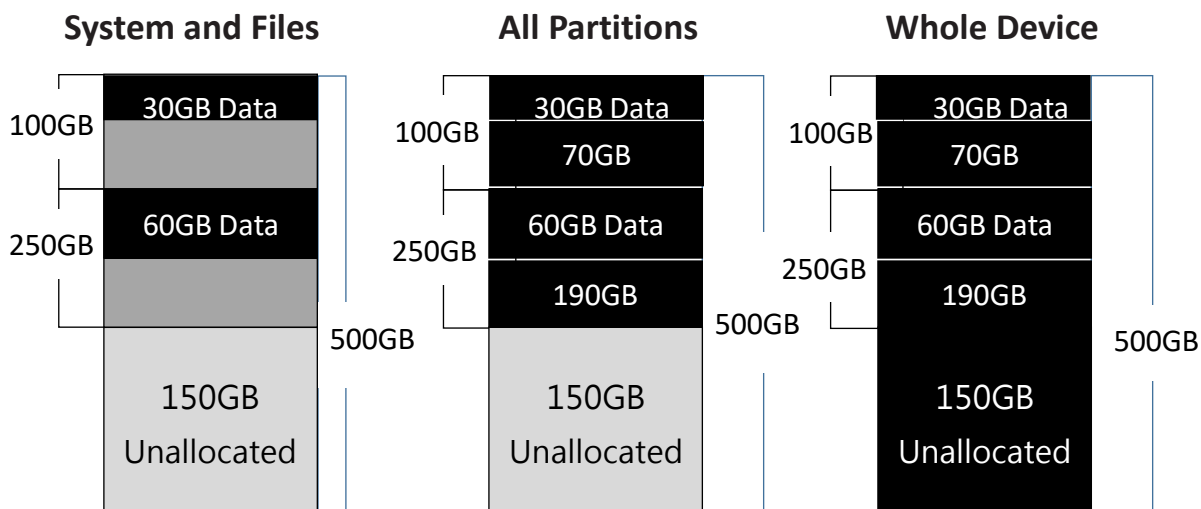 System and Files
100GB
30GB Data
250GB
60GB Data
500GB
150GB
Unallocated
All Partitions
100GB
30GB Data
70GB
250GB
60GB Data
190GB
500GB
150GB
Unallocated
Whole Device
100GB
30GB Data
70GB
250GB
60GB Data
190GB
500GB
150GB
Unallocated